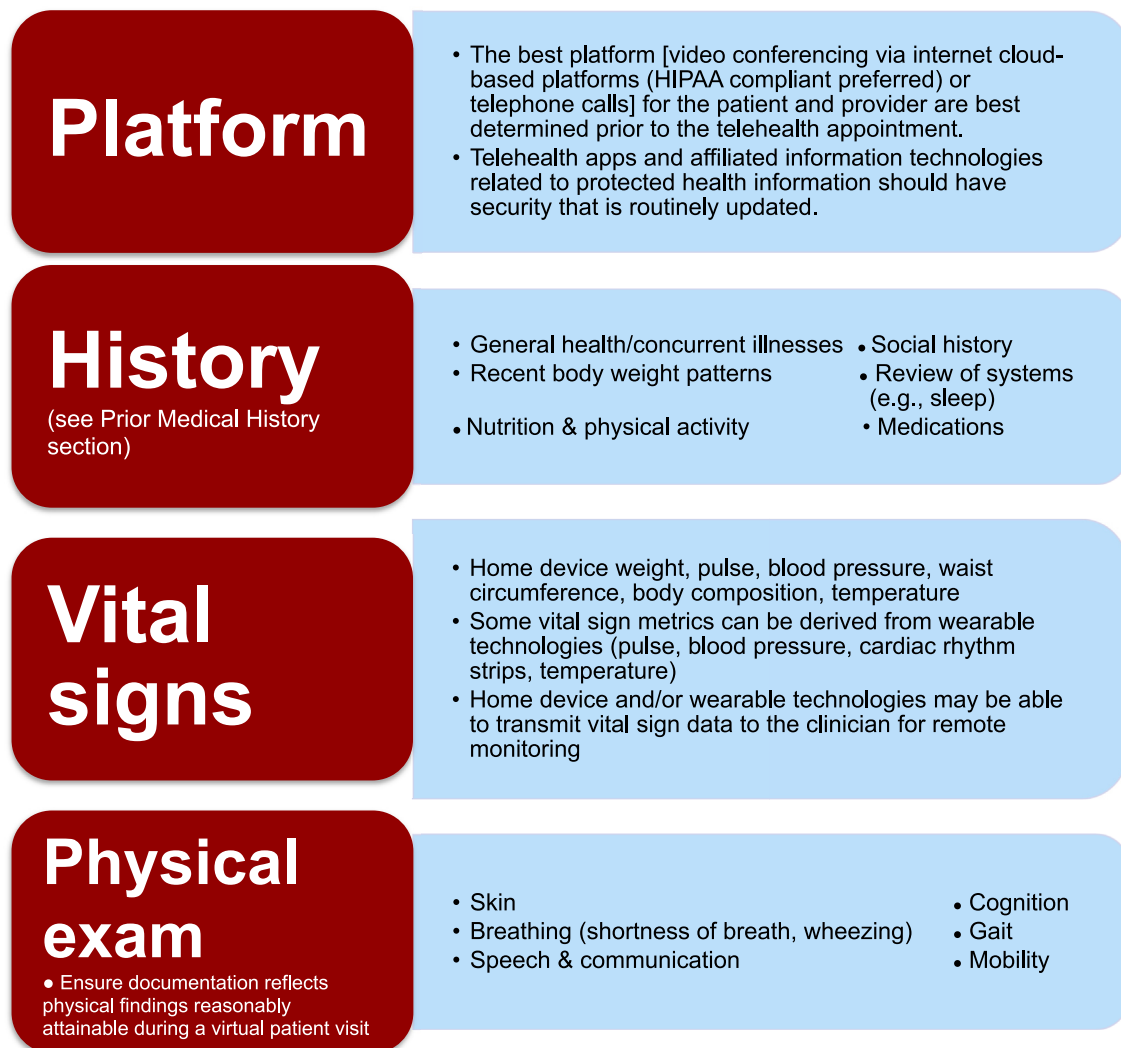 Platform
• The best platform [video conferencing via internet cloud-
based platforms (HIPAA compliant preferred) or
telephone calls] for the patient and provider are best
determined prior to the telehealth appointment.
• Telehealth apps and affiliated information technologies
related to protected health information should have
security that is routinely updated.
History
(see Prior Medical History
section)
• General health/concurrent illnesses • Social history
• Recent body weight patterns • Review of systems
(e.g., sleep)
• Nutrition & physical activity • Medications
Vital
signs
• Home device weight, pulse, blood pressure, waist
circumference, body composition, temperature
• Some vital sign metrics can be derived from wearable
technologies (pulse, blood pressure, cardiac rhythm
strips, temperature)
• Home device and/or wearable technologies may be able
to transmit vital sign data to the clinician for remote
monitoring
Physical
exam
• Ensure documentation reflects
physical findings reasonably
attainable during a virtual patient visit
• Skin • Cognition
• Breathing (shortness of breath, wheezing) • Gait
• Speech & communication • Mobility